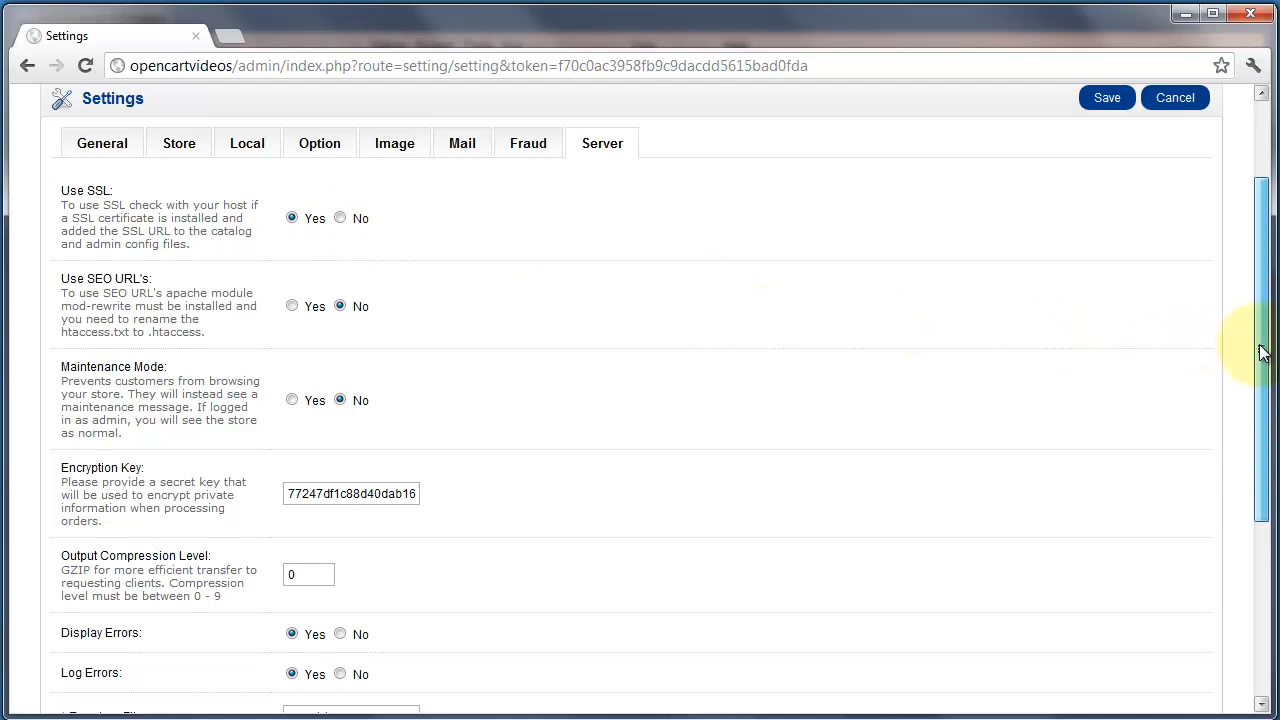 Settings
opencartvideos/admin/index.php?route=setting/setting&token=f70c0ac3958fb9c9dacdd5615bad0fda
Settings
Save
Cancel
General
Store
Local
Option
Image
Mail
Fraud
Server
Use SSL:
To use SSL check with your host if
a SSL certificate is installed and
added the SSL URL to the catalog
and admin config files.
Yes No
Use SEO URL's:
To use SEO URL's apache module
mod-rewrite must be installed and
you need to rename the
htaccess.txt to .htaccess.
Yes No
Maintenance Mode:
Prevents customers from browsing
your store. They will instead see a
maintenance message. If logged
in as admin, you will see the store
as normal.
Yes No
Encryption Key:
Please provide a secret key that
will be used to encrypt private
information when processing
orders.
77247df1c88d40dab16
Output Compression Level:
GZIP for more efficient transfer to
requesting clients. Compression
level must be between 0 - 9
0
Display Errors:
Yes No
Log Errors:
Yes No